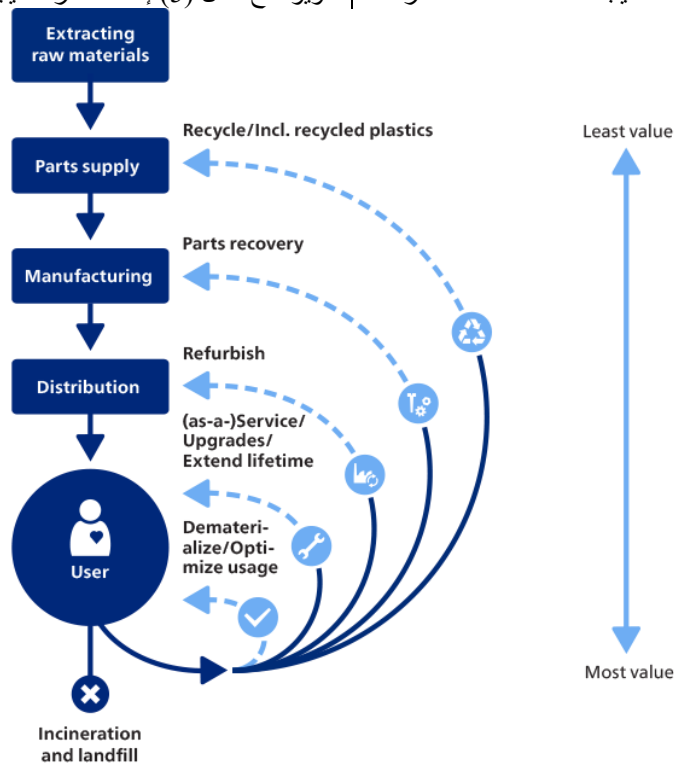 Extracting
raw materials
Recycle/Incl. recycled plastics
Least value
Parts supply
Parts recovery
Manufacturing
Refurbish
Distribution
(as-a-)Service/
Upgrades/
Extend lifetime
Demateri-
alize/Opti-
mize usage
User
Most value
Incineration
and landfill